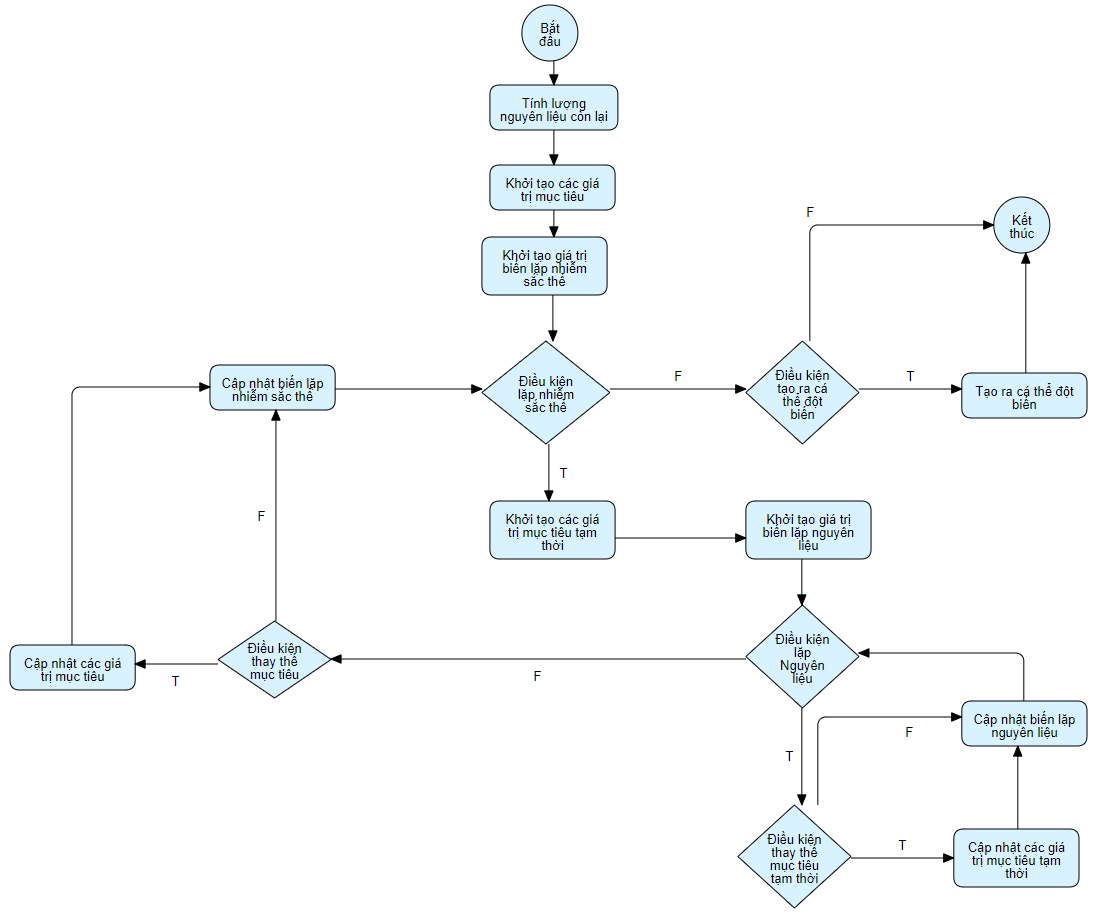 Bắt
đầu
Tính lượng
nguyên liệu còn lại
Khởi tạo các giá
trị mục tiêu
Khởi tạo giá trị
biến lặp nhiễm
sắc thể
F
Kết
thúc
Cập nhật biến lặp
nhiễm sắc thể
Điều kiện
lặp nhiễm
sắc thể
F
Điều kiện
tạo ra cá
thể đột
biến
T
Tạo ra cá thể đột
biến
T
F
Khởi tạo các giá
trị mục tiêu tạm
thời
Khởi tạo giá trị
biến lặp nguyên
liệu
Cập nhật các giá
trị mục tiêu
T
Điều kiện
thay thế
mục tiêu
F
Điều kiện
lặp
Nguyên
liệu
Cập nhật biến lặp
nguyên liệu
F
T
Điều kiện
thay thế
mục tiêu
tạm thời
T
Cập nhật các giá
trị mục tiêu tạm
thời